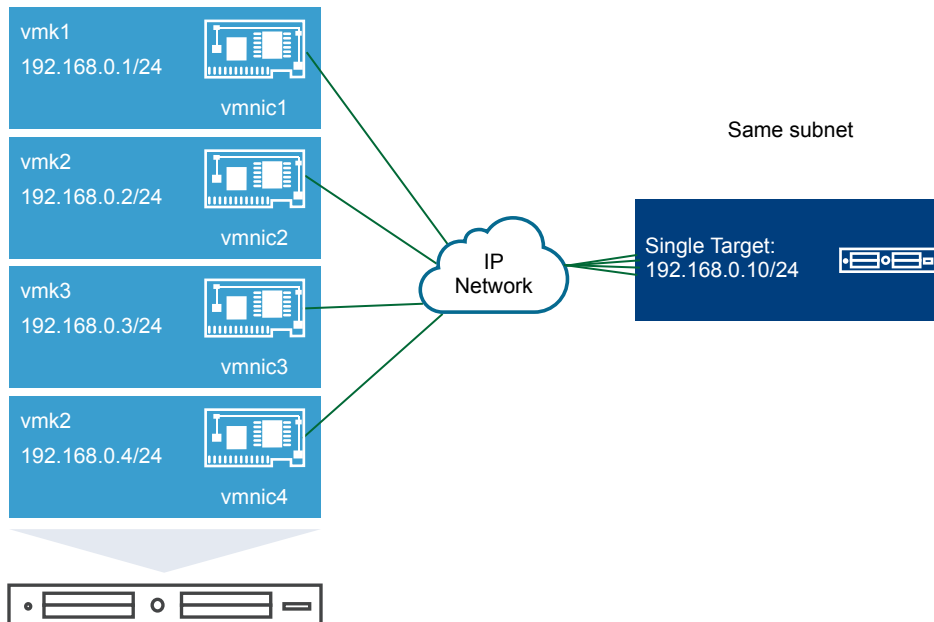 vmk1
192.168.0.1/24
vmnic1
vmk2
192.168.0.2/24
vmnic2
vmk3
192.168.0.3/24
vmnic3
vmk2
192.168.0.4/24
vmnic4
IP
Network
Same subnet
Single Target:
192.168.0.10/24